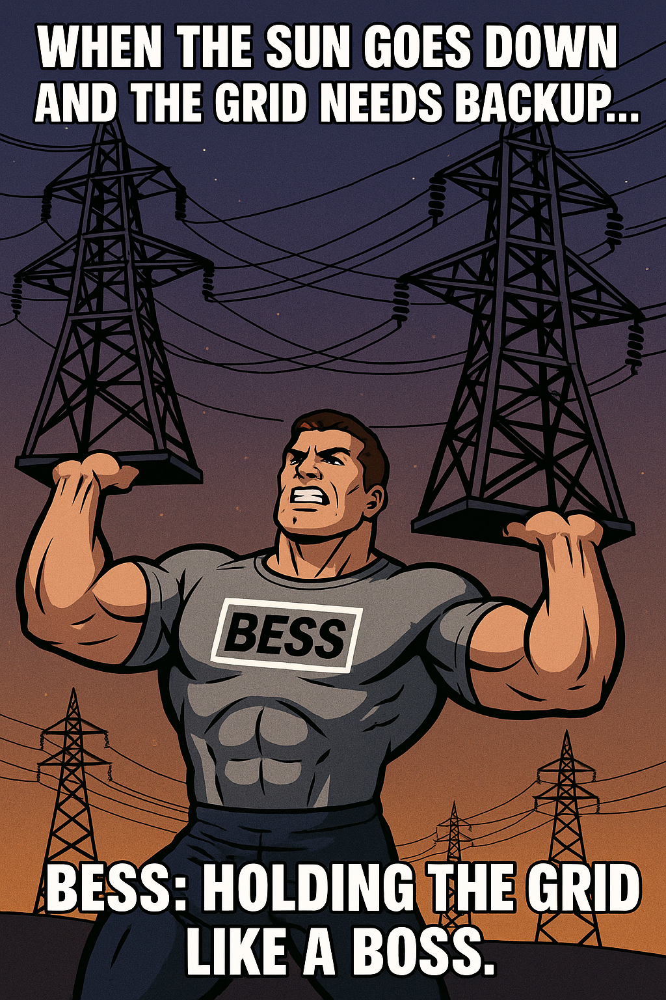 WHEN THE SUN GOES DOWN
AND THE GRID NEEDS BACKUP...
BESS
BESS: HOLDING THE GRID
LIKE A BOSS.